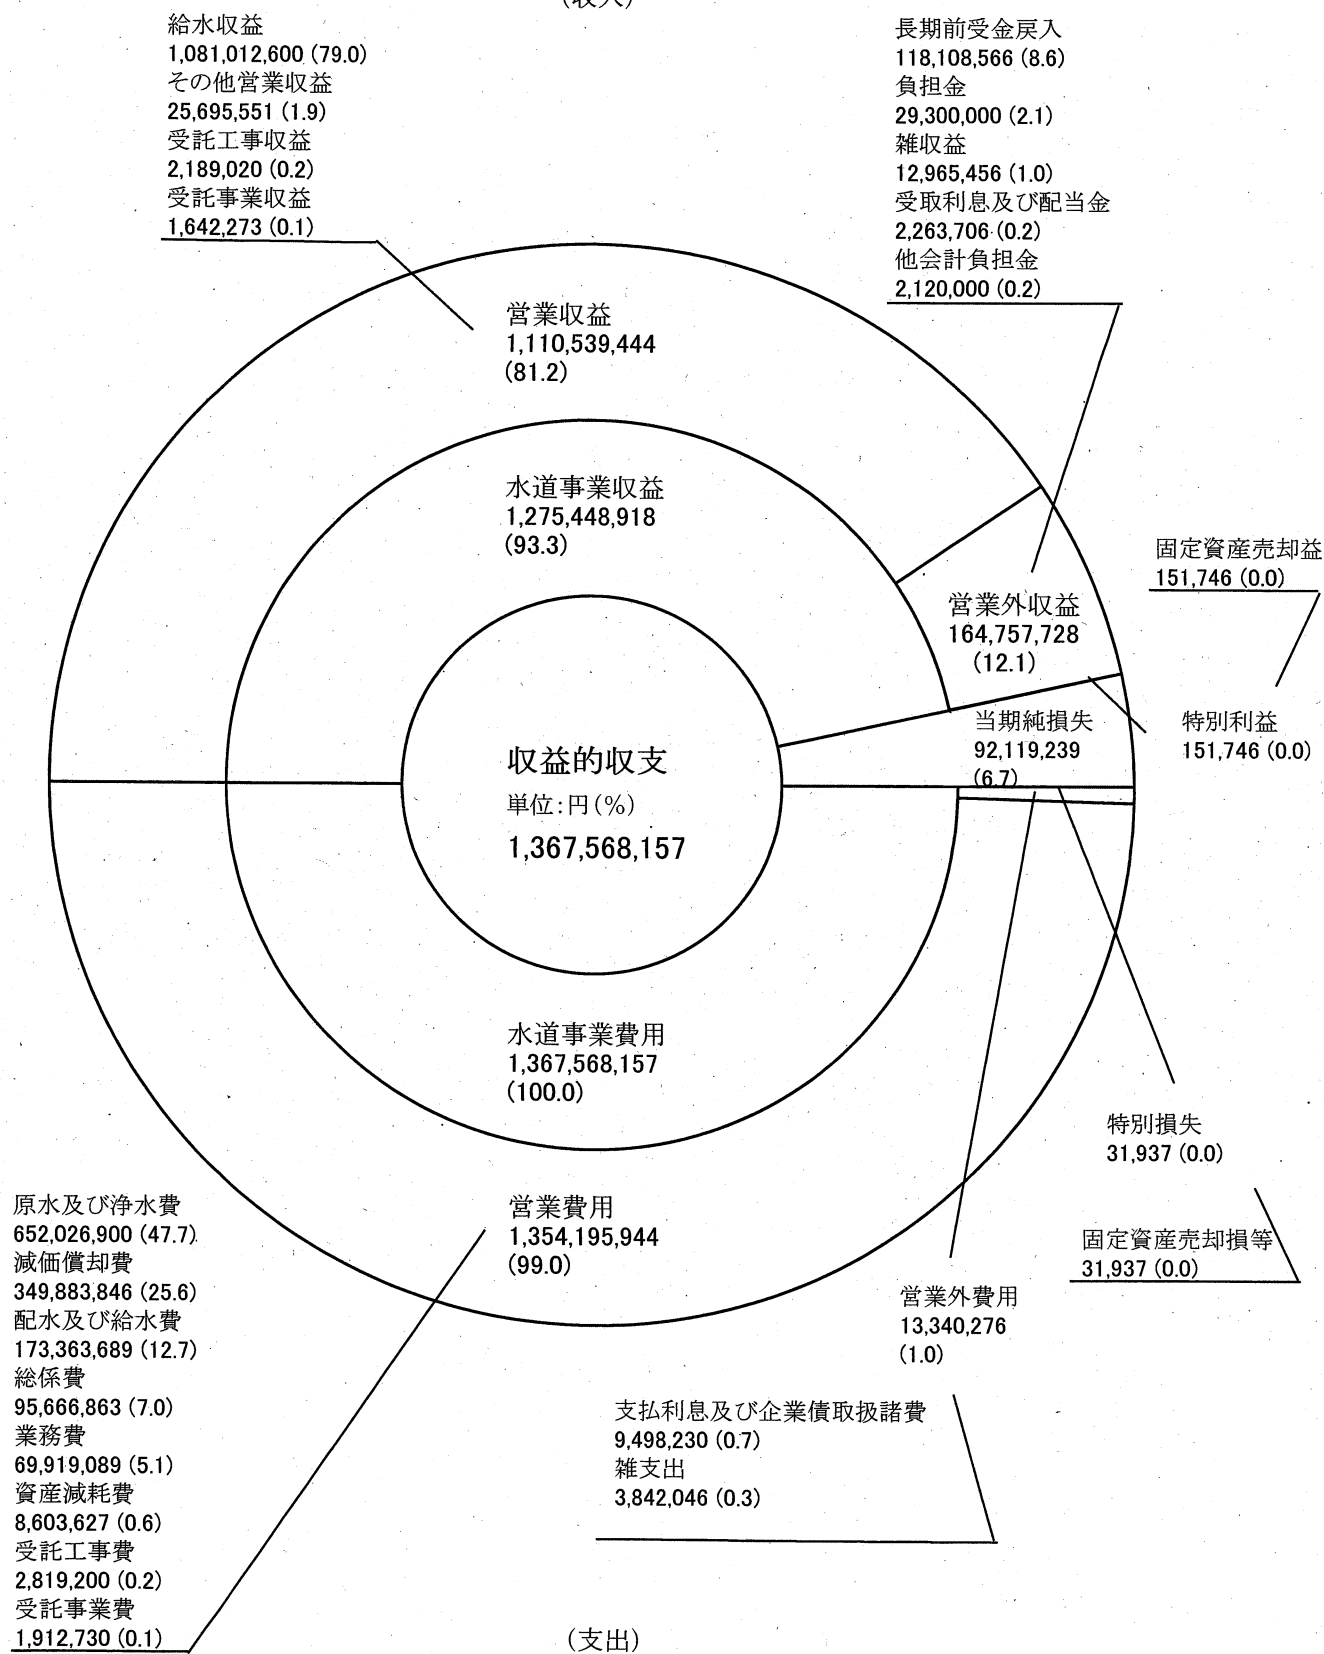 (収入)
給水収益
1,081,012,600 (79.0)
その他営業収益
25,695,551 (1.9)
受託工事収益
2,189,020 (0.2)
受託事業収益
1,642,273 (0.1)
長期前受金戻入
118,108,566 (8.6)
負担金
29,300,000 (2.1)
雑収益
12,965,456 (1.0)
受取利息及び配当金
2,263,706 (0.2)
他会計負担金
2,120,000 (0.2)
営業収益
1,110,539,444
(81.2)
水道事業収益
1,275,448,918
(93.3)
固定資産売却益
151,746 (0.0)
営業外収益
164,757,728
(12.1)
当期純損失
92,119,239
(6.7)
特別利益
151,746 (0.0)
収益的収支
単位:円(%)
1,367,568,157
水道事業費用
1,367,568,157
(100.0)
特別損失
31,937 (0.0)
営業費用
1,354,195,944
(99.0)
固定資産売却損等
31,937 (0.0)
営業外費用
13,340,276
(1.0)
原水及び浄水費
652,026,900 (47.7)
減価償却費
349,883,846 (25.6)
配水及び給水費
173,363,689 (12.7)
総係費
95,666,863 (7.0)
業務費
69,919,089 (5.1)
資産減耗費
8,603,627 (0.6)
受託工事費
2,819,200 (0.2)
受託事業費
1,912,730 (0.1)
支払利息及び企業債取扱諸費
9,498,230 (0.7)
雑支出
3,842,046 (0.3)
(支出)